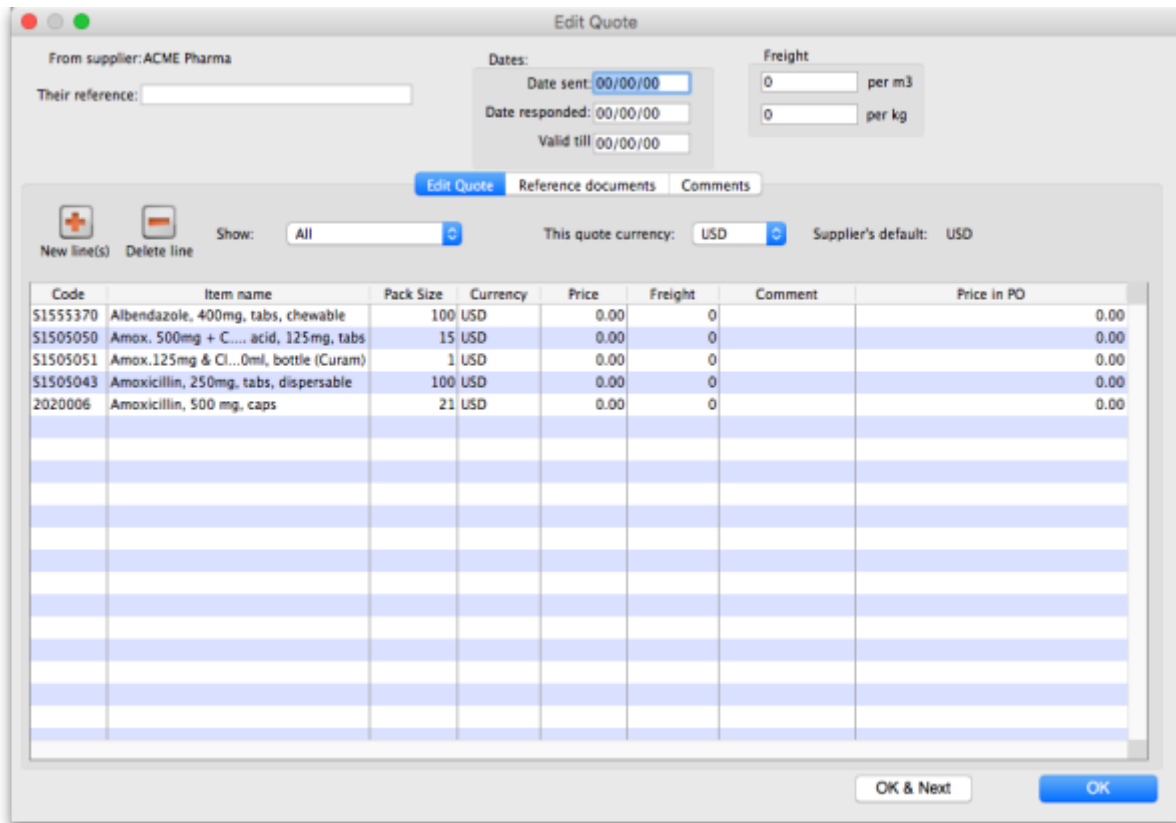 Edit Quote
From supplier:ACME Pharma
Their reference:
Dates:
Date sent: 00/00/00
Date responded: 00/00/00
Valid till 00/00/00
Freight
0 per m3
0 per kg
Edit Quote Reference documents Comments
New line(s) Delete line Show: All This quote currency: USD Supplier's default: USD
Code Item name Pack Size Currency Price Freight Comment Price in PO
S1555370 Albendazole, 400mg, tabs, chewable 100 USD 0.00 0 0.00
S1505050 Amox. 500mg + C.... acid, 125mg, tabs 15 USD 0.00 0 0.00
S1505051 Amox.125mg & Cl...0ml, bottle (Curam) 1 USD 0.00 0 0.00
S1505043 Amoxicillin, 250mg, tabs, dispersable 100 USD 0.00 0 0.00
2020006 Amoxicillin, 500 mg, caps 21 USD 0.00 0 0.00
OK & Next OK